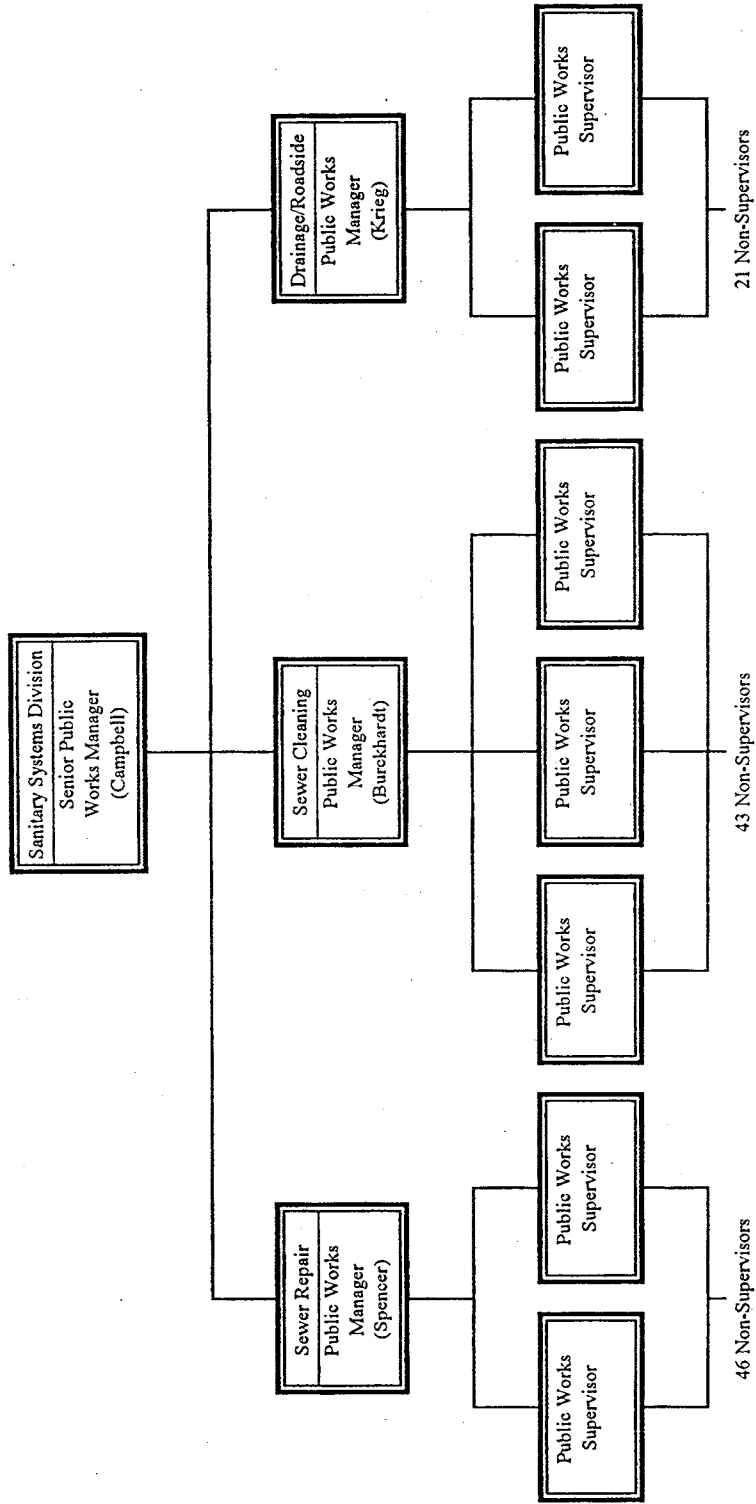 Sanitary Systems Division
Senior Public
Works Manager
(Campbell)
Sewer Repair
Public Works
Manager
(Spencer)
Sewer Cleaning
Public Works
Manager
(Burckhardt)
Drainage/Roadside
Public Works
Manager
(Krieg)
Public Works
Supervisor
Public Works
Supervisor
Public Works
Supervisor
Public Works
Supervisor
Public Works
Supervisor
Public Works
Supervisor
Public Works
Supervisor
46 Non-Supervisors
43 Non-Supervisors
21 Non-Supervisors